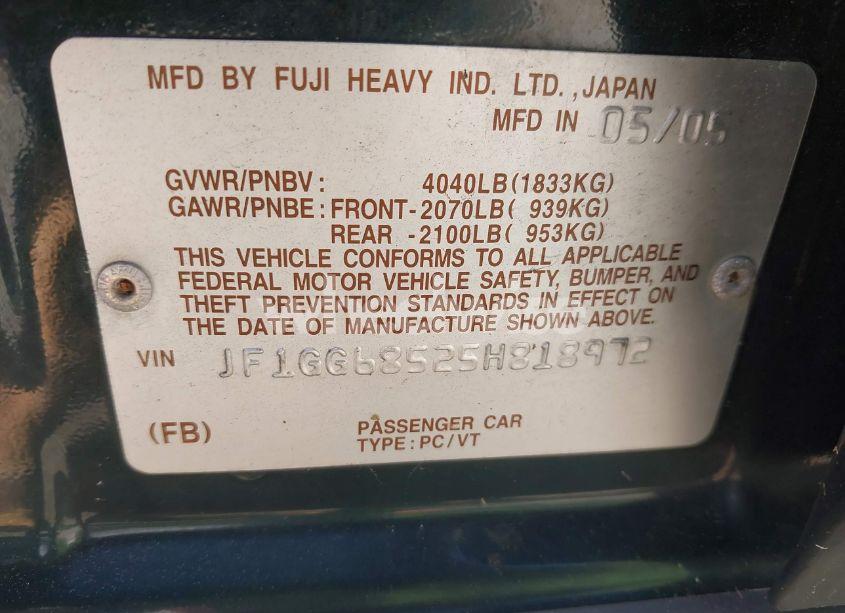 MFD BY FUJI HEAVY IND. LTD.,JAPAN
MFD IN 05/05
GVWR/PNBV: 4040LB(1833KG)
GAWR/PNBE: FRONT-2070LB( 939KG)
REAR -2100LB( 953KG)
THIS VEHICLE CONFORMS TO ALL APPLICABLE
FEDERAL MOTOR VEHICLE SAFETY, BUMPER, AND
THEFT PREVENTION STANDARDS IN EFFECT ON
THE DATE OF MANUFACTURE SHOWN ABOVE.
VIN JF1GG68525H818972
(FB) PASSENGER CAR
TYPE:PC/VT